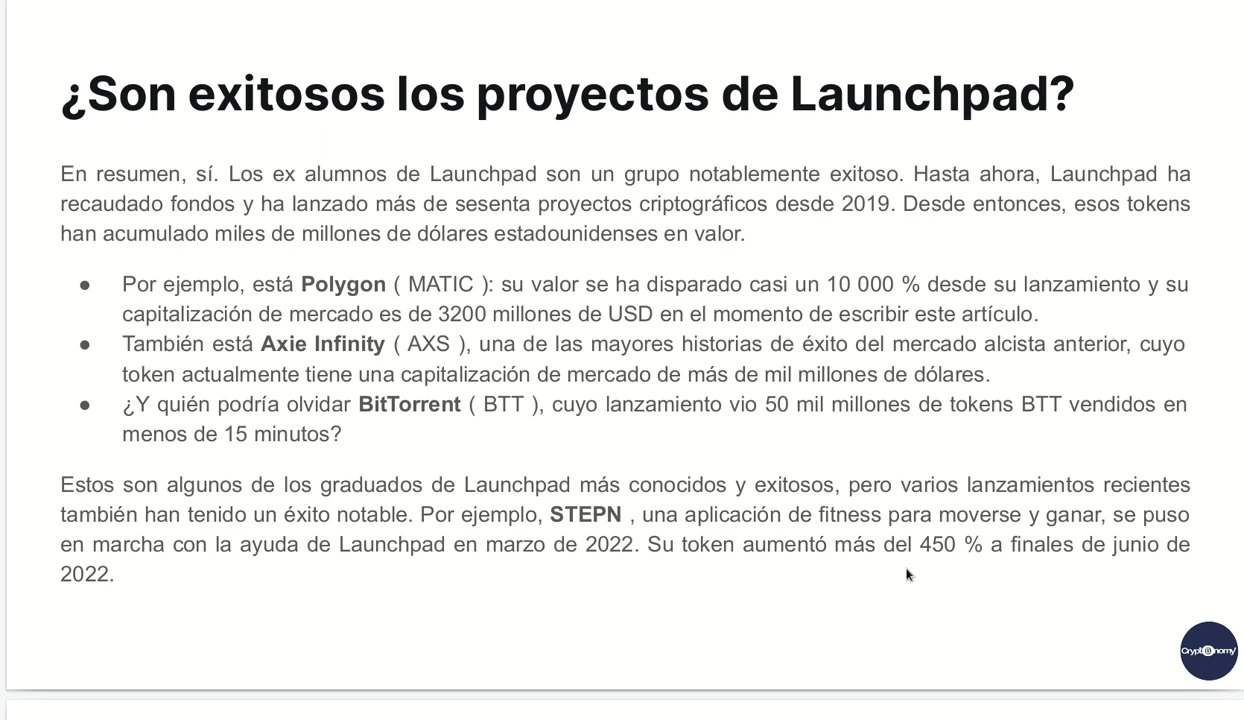 ¿Son exitosos los proyectos de Launchpad?
En resumen, sí. Los ex alumnos de Launchpad son un grupo notablemente exitoso. Hasta ahora, Launchpad ha
recaudado fondos y ha lanzado más de sesenta proyectos criptográficos desde 2019. Desde entonces, esos tokens
han acumulado miles de millones de dólares estadounidenses en valor.
● Por ejemplo, está Polygon ( MATIC ): su valor se ha disparado casi un 10 000 % desde su lanzamiento y su
capitalización de mercado es de 3200 millones de USD en el momento de escribir este artículo.
● También está Axie Infinity ( AXS ), una de las mayores historias de éxito del mercado alcista anterior, cuyo
token actualmente tiene una capitalización de mercado de más de mil millones de dólares.
● ¿Y quién podría olvidar BitTorrent ( BTT ), cuyo lanzamiento vio 50 mil millones de tokens BTT vendidos en
menos de 15 minutos?
Estos son algunos de los graduados de Launchpad más conocidos y exitosos, pero varios lanzamientos recientes
también han tenido un éxito notable. Por ejemplo, STEPN , una aplicación de fitness para moverse y ganar, se puso
en marcha con la ayuda de Launchpad en marzo de 2022. Su token aumentó más del 450 % a finales de junio de
2022.
Cryptonomy